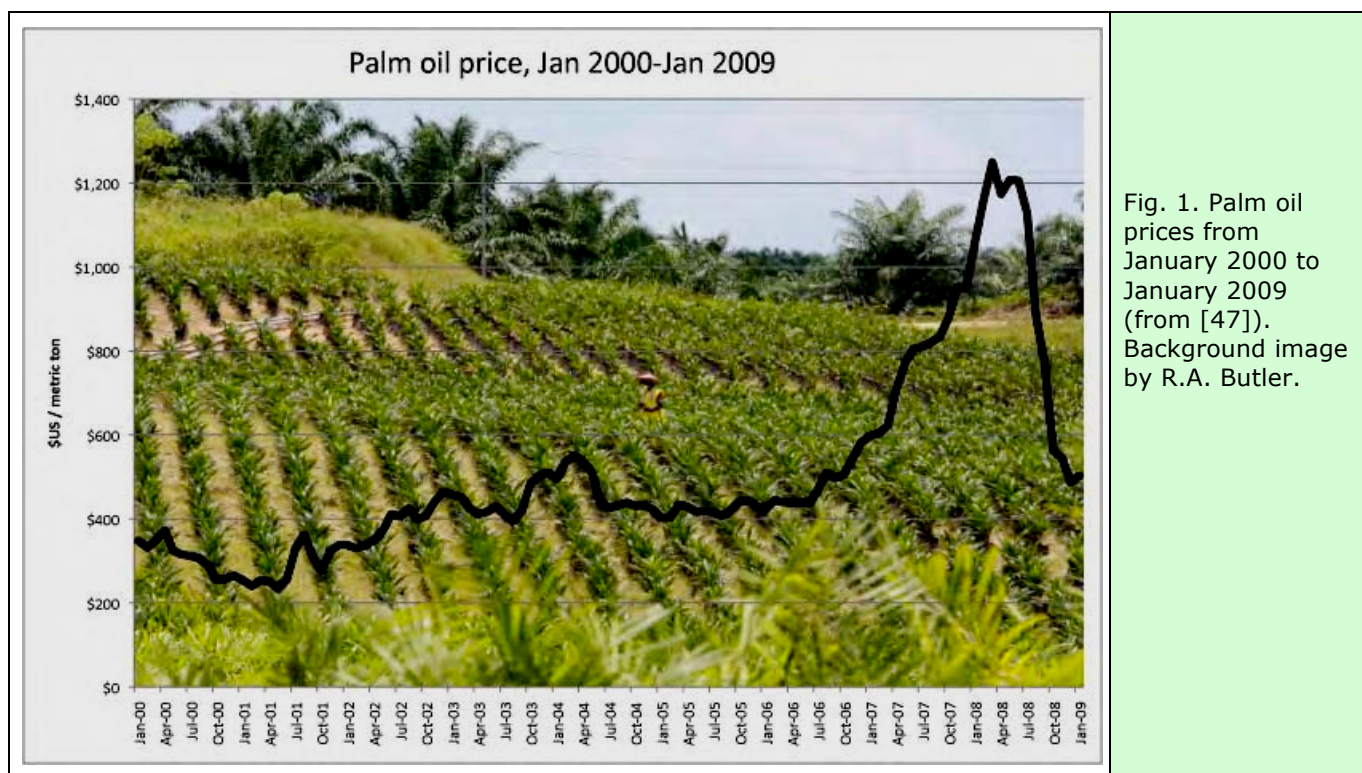 Palm oil price, Jan 2000-Jan 2009
$1,400
$1,200
$1,000
$800
$600
$400
$200
$0
$US / metric ton
Jan-00
Apr-00
Jul-00
Oct-00
Jan-01
Apr-01
Jul-01
Oct-01
Jan-02
Apr-02
Jul-02
Oct-02
Jan-03
Apr-03
Jul-03
Oct-03
Jan-04
Apr-04
Jul-04
Oct-04
Jan-05
Apr-05
Jul-05
Oct-05
Jan-06
Apr-06
Jul-06
Oct-06
Jan-07
Apr-07
Jul-07
Oct-07
Jan-08
Apr-08
Jul-08
Oct-08
Jan-09
Fig. 1. Palm oil
prices from
January 2000 to
January 2009
(from [47]).
Background image
by R.A. Butler.